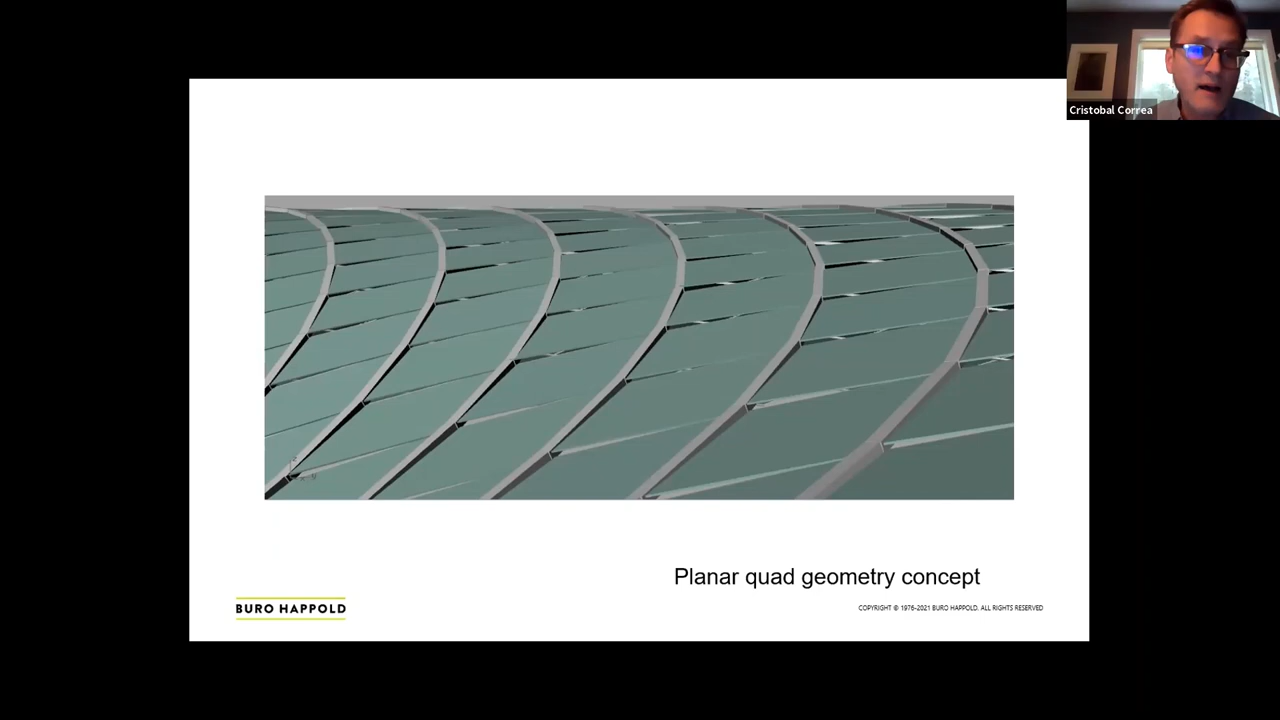 Cristobal Correa
Planar quad geometry concept
BURO HAPPOLD
COPYRIGHT © 1976-2021 BURO HAPPOLD. ALL RIGHTS RESERVED